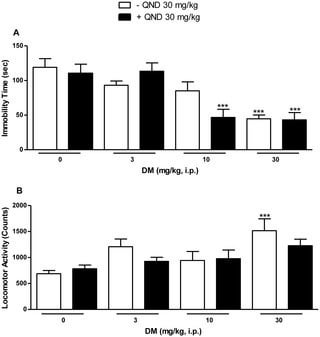 - QND 30 mg/kg
+ QND 30 mg/kg
A
Immobility Time (sec)
150
100
50
0
*** *** ***
0 3 10 30
DM (mg/kg, i.p.)
B
Locomotor Activity (Counts)
2000
1500
1000
500
0
***
0 3 10 30
DM (mg/kg, i.p.)